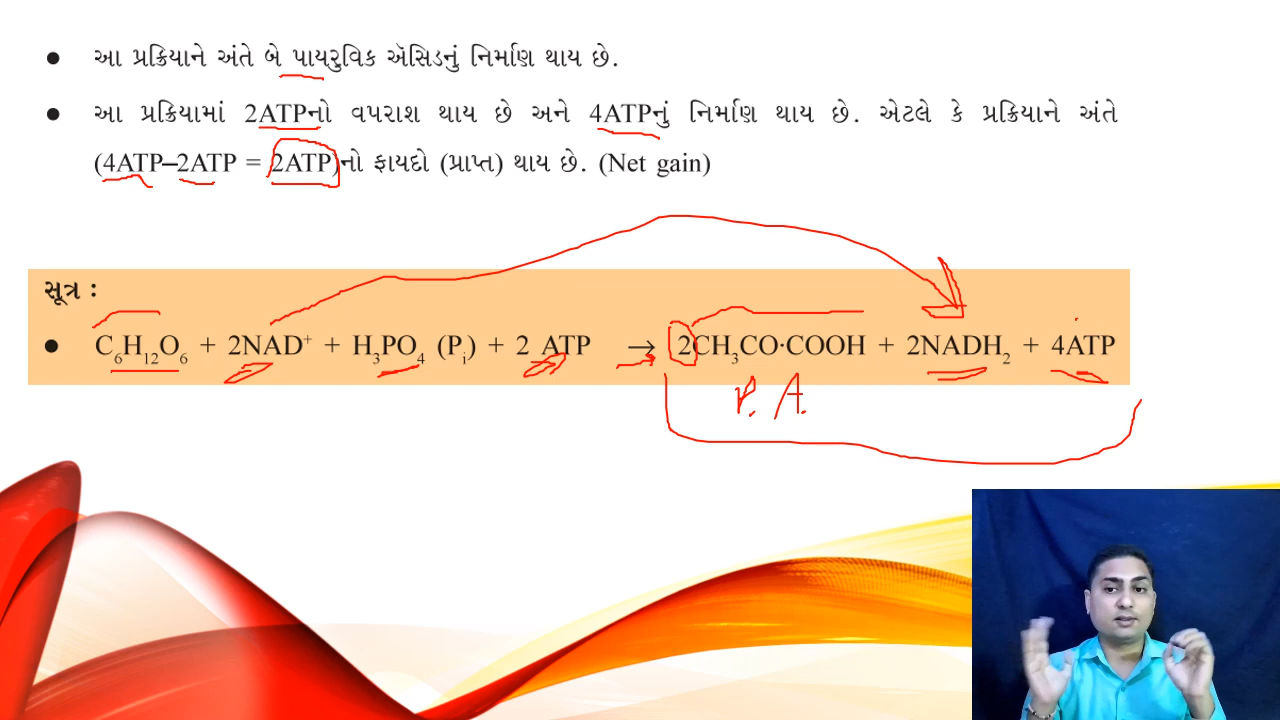 ● આ પ્રક્રિયાને અંતે બે પાયરુવિક ઍસિડનું નિર્માણ થાય છે.
● આ પ્રક્રિયામાં 2ATPનો વપરાશ થાય છે અને 4ATPનું નિર્માણ થાય છે. એટલે કે પ્રક્રિયાને અંતે
(4ATP–2ATP = 2ATP)નો ફાયદો (પ્રાપ્ત) થાય છે. (Net gain)
સૂત્ર :
● C₆H₁₂O₆ + 2NAD⁺ + H₃PO₄ (Pᵢ) + 2 ATP → 2CH₃CO·COOH + 2NADH₂ + 4ATP
P. A.